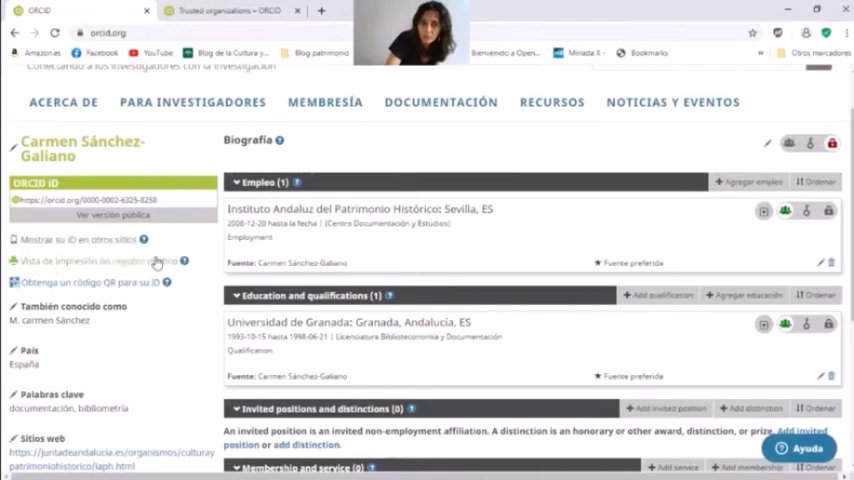 ORCID
Trusted organizations — ORCID
orcid.org
Amazon.es
Facebook
YouTube
Blog de la Cultura y...
Blog patrimonio
Bienvenido a Open...
Miriada X -
Bookmarks
Otros marcadores
Conectando a los investigadores con la investigación
ACERCA DE
PARA INVESTIGADORES
MEMBRESÍA
DOCUMENTACIÓN
RECURSOS
NOTICIAS Y EVENTOS
Carmen Sánchez-
Galiano
ORCID iD
https://orcid.org/0000-0002-6325-8258
Ver versión pública
Mostrar su iD en otros sitios
Vista de impresión de registro público
Obtenga un código QR para su iD
También conocido como
M. carmen Sánchez
País
España
Palabras clave
documentación, bibliometría
Sitios web
https://juntadeandalucia.es/organismos/culturay
patrimoniohistorico/iaph.html
Biografía
Empleo (1)
Agregar empleo
Ordenar
Instituto Andaluz del Patrimonio Histórico: Sevilla, ES
2008-12-20 hasta la fecha | (Centro Documentación y Estudios)
Employment
Fuente: Carmen Sánchez-Galiano
Fuente preferida
Education and qualifications (1)
Add qualification
Agregar educación
Ordenar
Universidad de Granada: Granada, Andalucía, ES
1993-10-15 hasta 1998-06-21 | Licenciatura Biblioteconomía y Documentación
Qualification
Fuente: Carmen Sánchez-Galiano
Fuente preferida
Invited positions and distinctions (0)
Add invited position
Add distinction
Ordenar
An invited position is an invited non-employment affiliation. A distinction is an honorary or other award, distinction, or prize. Add invited
position or add distinction.
Membership and service (0)
Add service
Add membership
Ordenar
Ayuda